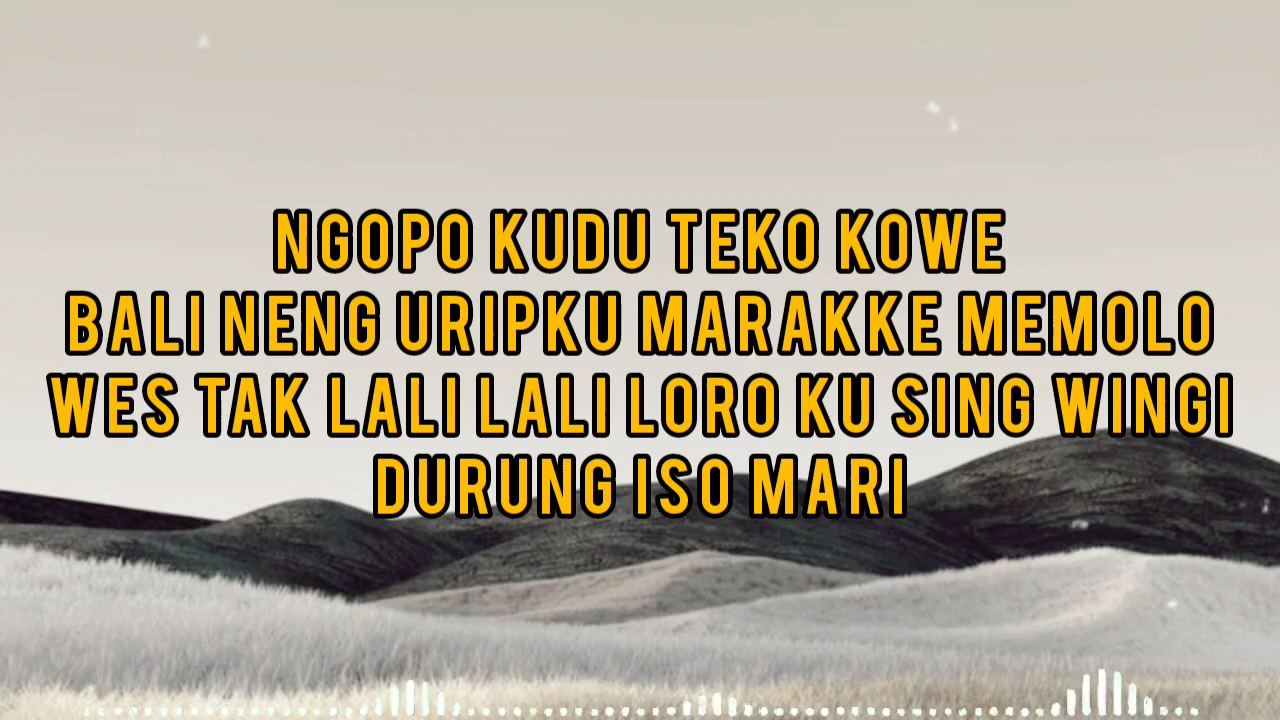 NGOPO KUDU TEKO KOWE
BALI NENG URIPKU MARAKKE MEMOLO
WES TAK LALI LALI LORO KU SING WINGI
DURUNG ISO MARI